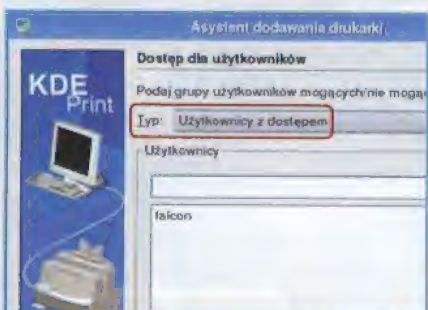 Asystent dodawania drukarki
KDE
Print
Dostęp dla użytkowników
Podaj grupy użytkowników mogących/nie mogą
Typ: Użytkownicy z dostępem
Użytkownicy
falcon